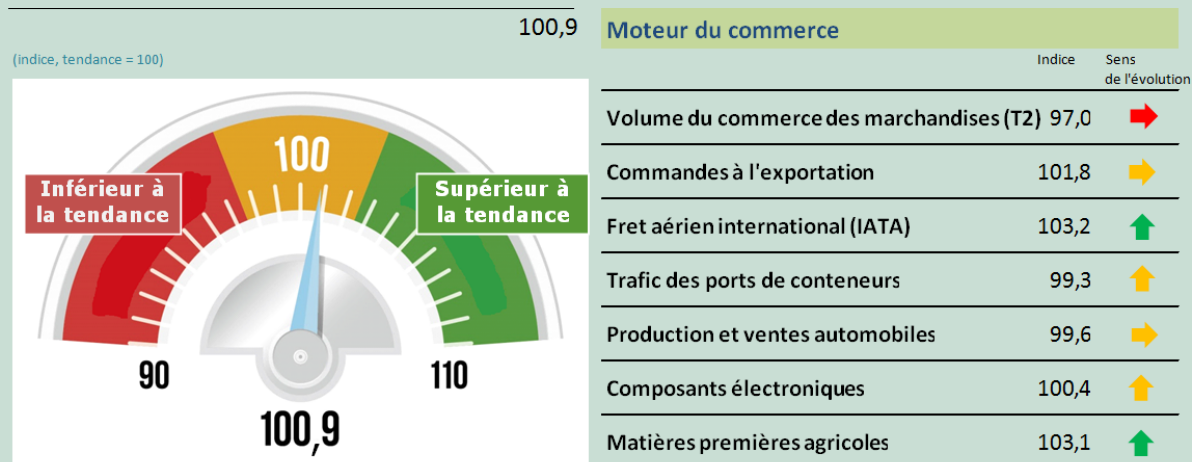 100,9
(indice, tendance = 100)
100
Inférieur à
la tendance
Supérieur à
la tendance
90
110
100,9
Moteur du commerce
Indice Sens
de l'évolution
Volume du commerce des marchandises (T2) 97,0
Commandes à l'exportation 101,8
Fret aérien international (IATA) 103,2
Trafic des ports de conteneurs 99,3
Production et ventes automobiles 99,6
Composants électroniques 100,4
Matières premières agricoles 103,1